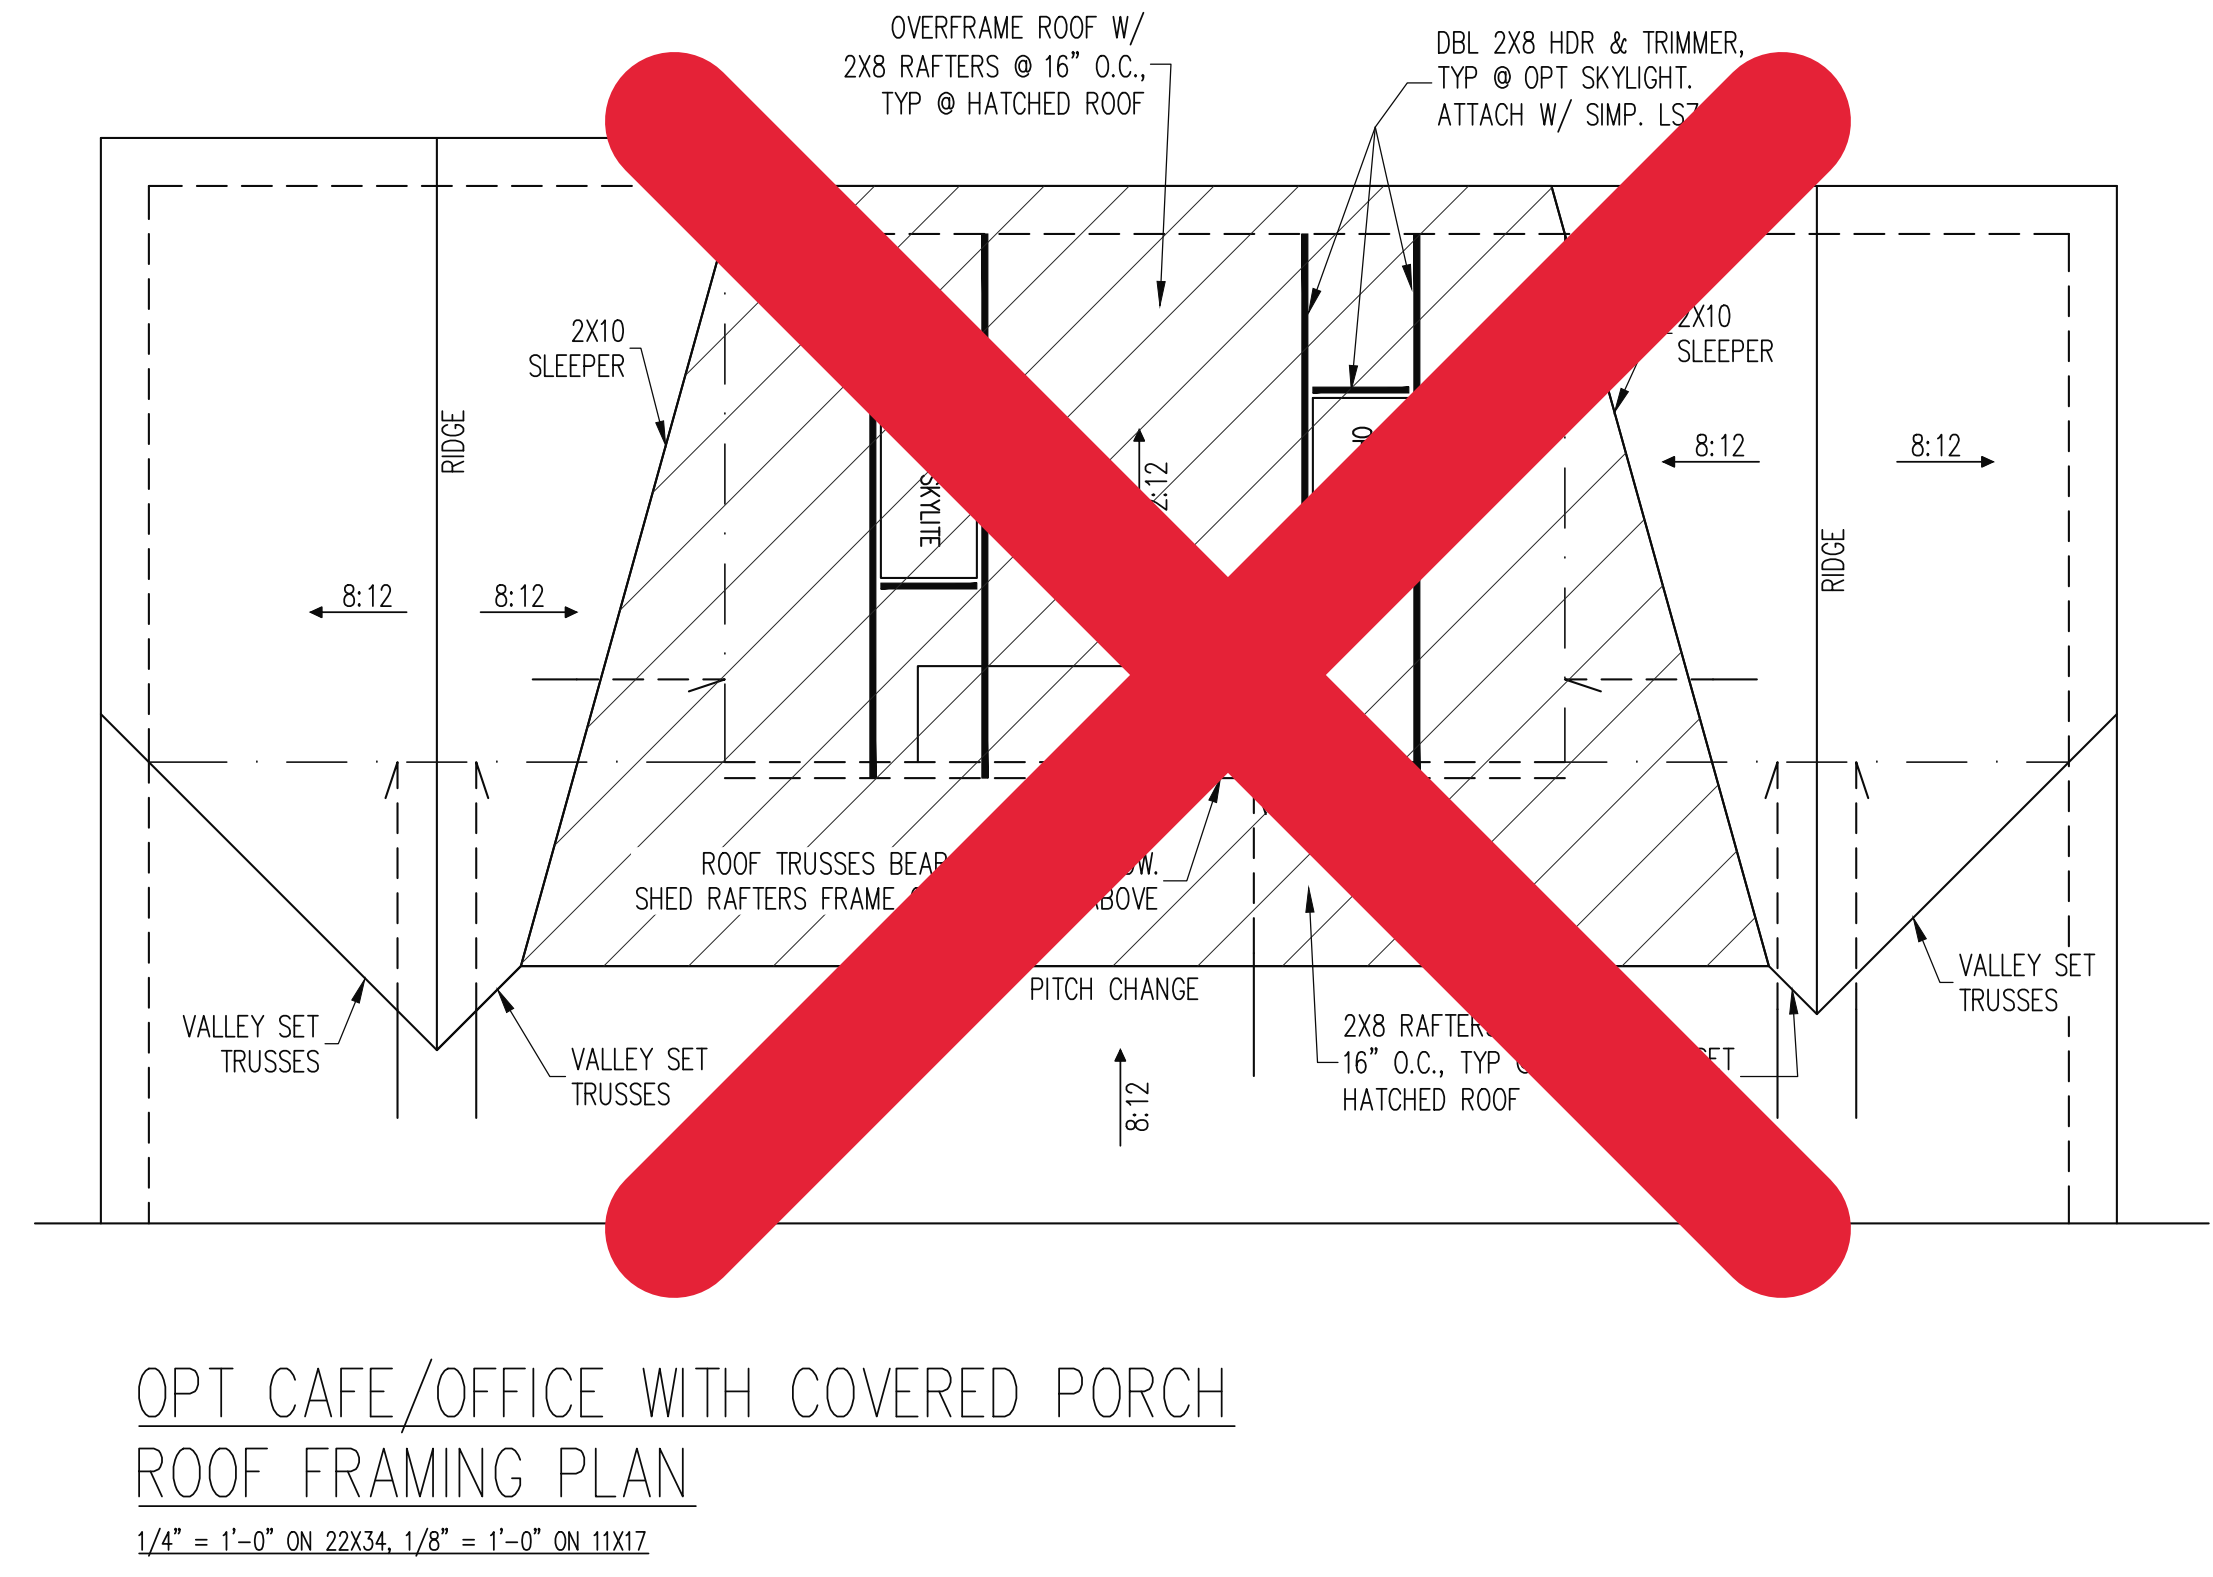 OVERFRAME ROOF W/
2X8 RAFTERS @ 16" O.C.,
TYP @ HATCHED ROOF
DBL 2X8 HDR & TRIMMER,
TYP @ OPT SKYLIGHT.
ATTACH W/ SIMP.
2X10
SLEEPER
2X10
SLEEPER
RIDGE
8:12
8:12
SKYLITE
2:12
8:12
8:12
RIDGE
ROOF TRUSSES
SHED RAFTERS FRAME
PITCH CHANGE
VALLEY SET
TRUSSES
VALLEY SET
TRUSSES
8:12
2X8
16" O.C., TYP
HATCHED ROOF
VALLEY SET
TRUSSES
OPT CAFE/OFFICE WITH COVERED PORCH
ROOF FRAMING PLAN
1/4" = 1'-0" ON 22X34, 1/8" = 1'-0" ON 11X17